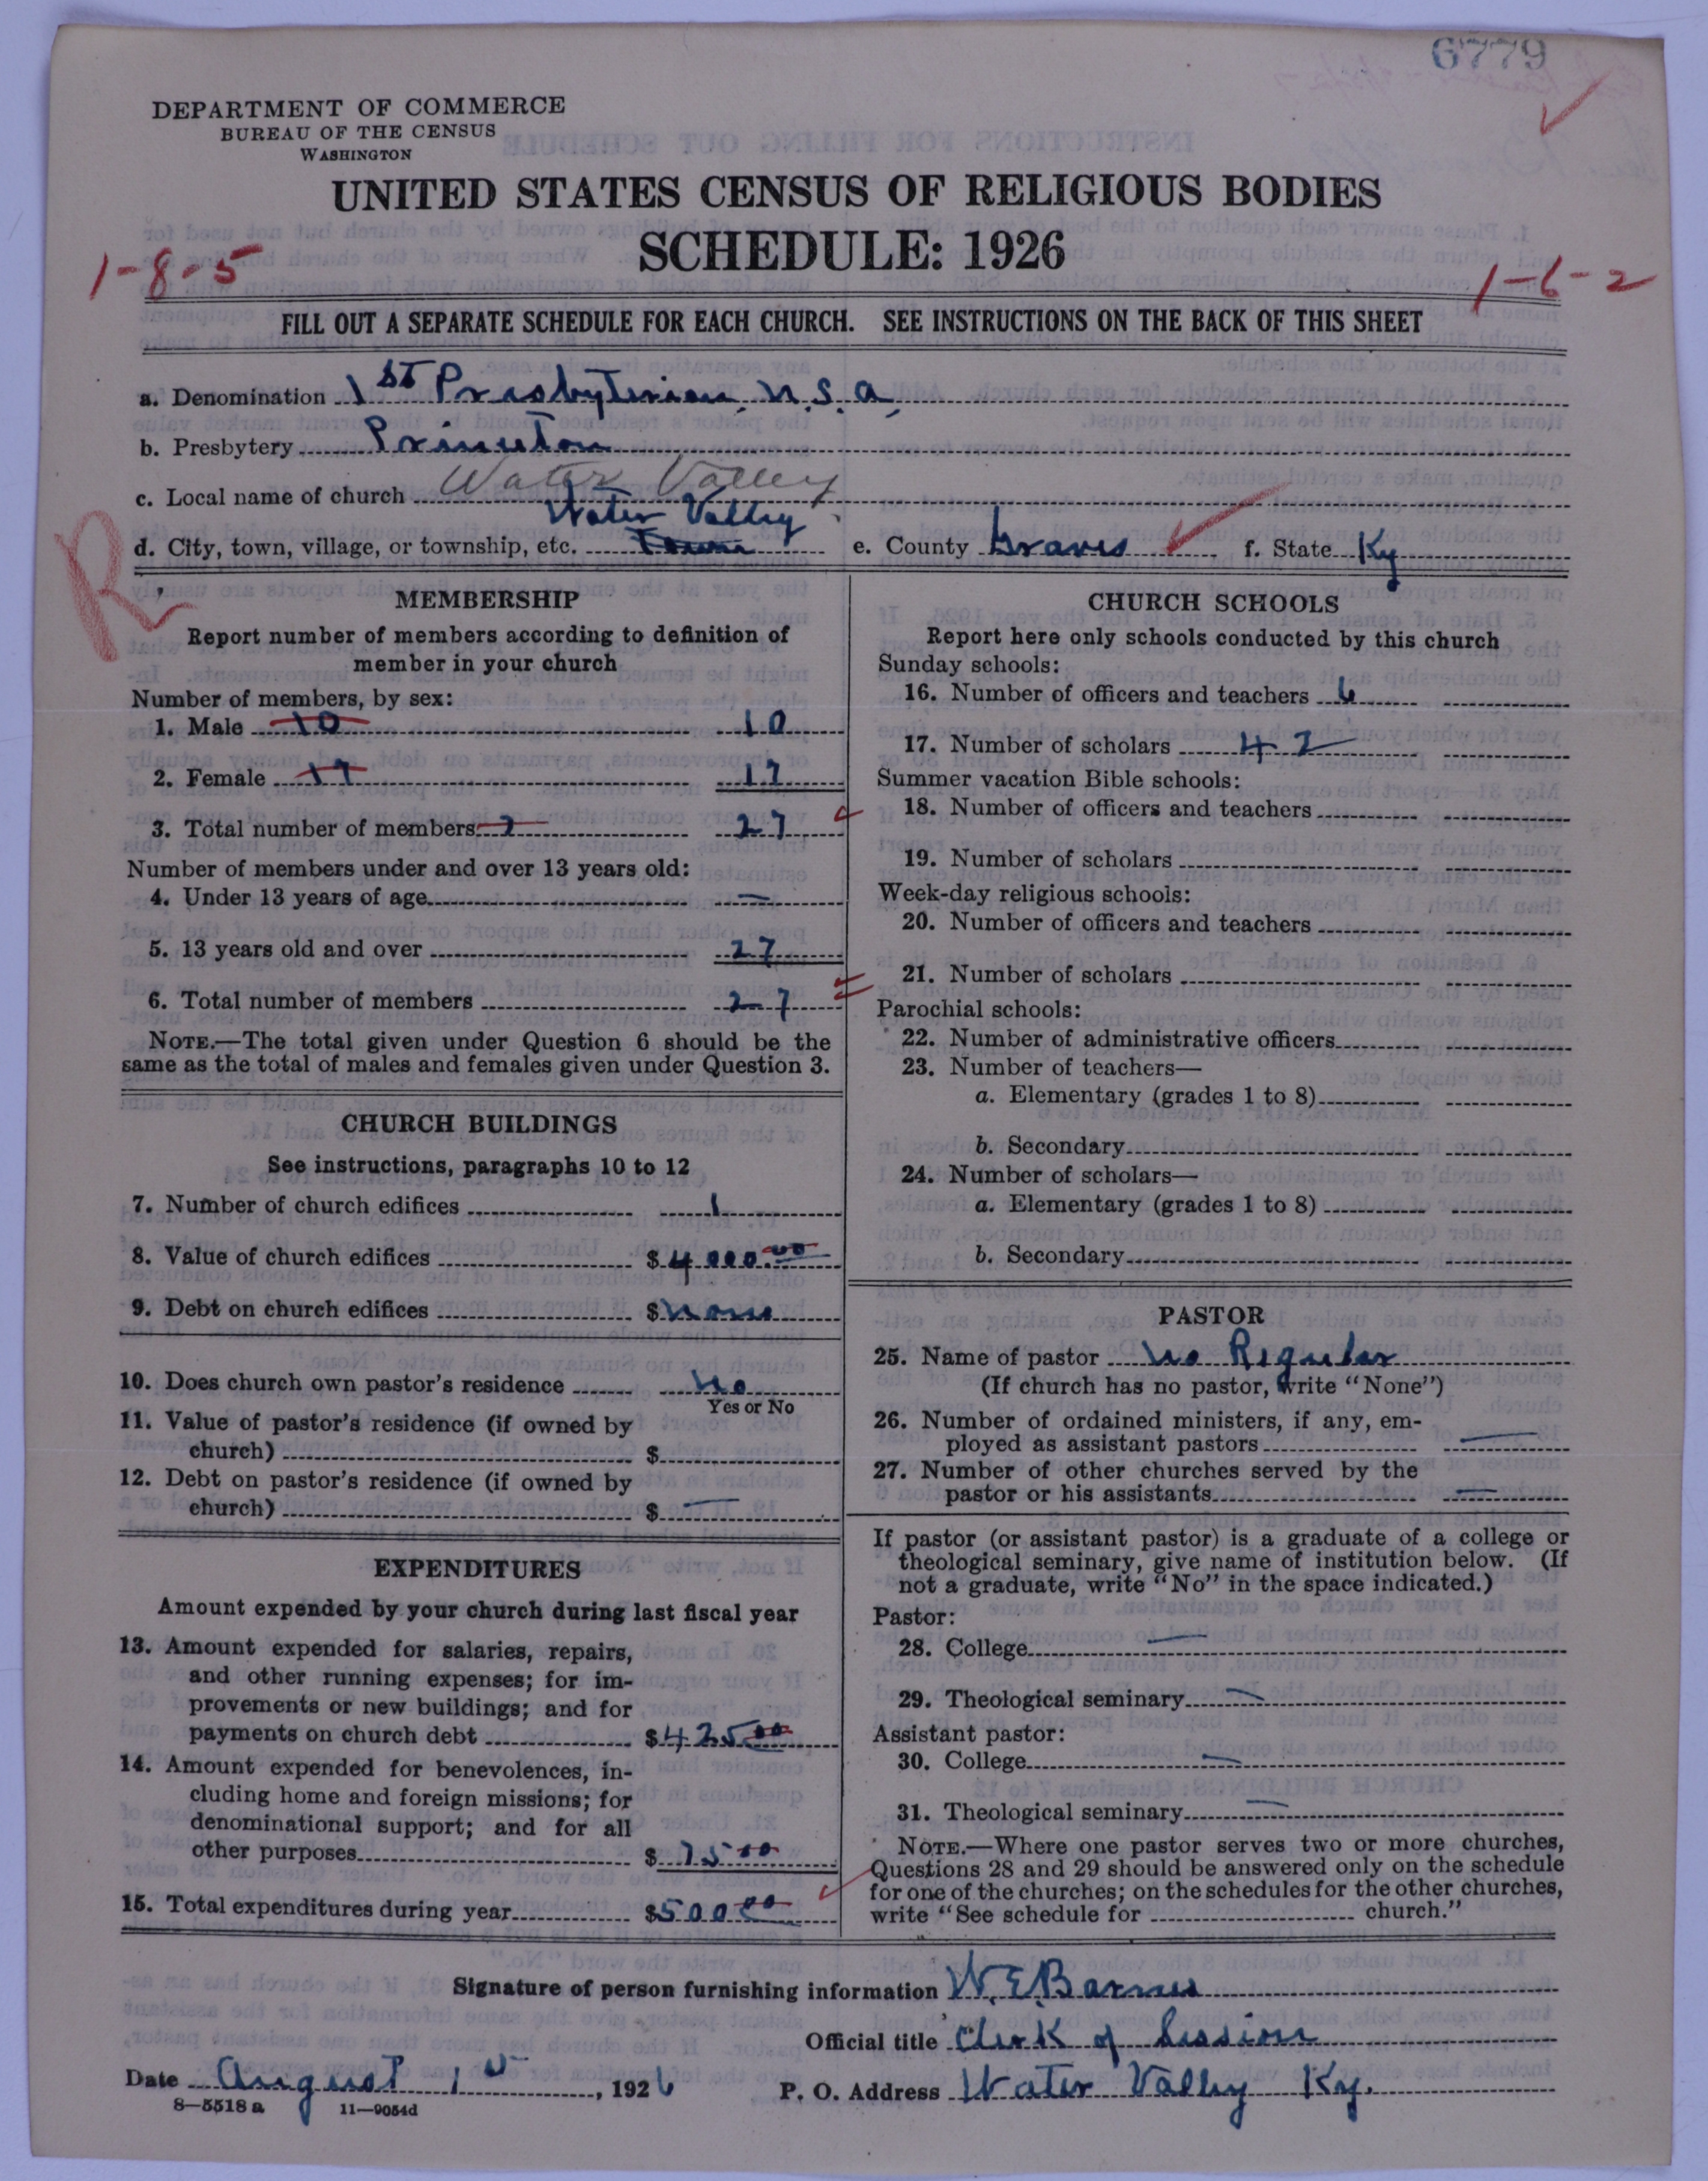 6779
DEPARTMENT OF COMMERCE
BUREAU OF THE CENSUS
WASHINGTON
UNITED STATES CENSUS OF RELIGIOUS BODIES
SCHEDULE: 1926
1-8-5
1-6-2
FILL OUT A SEPARATE SCHEDULE FOR EACH CHURCH. SEE INSTRUCTIONS ON THE BACK OF THIS SHEET
a. Denomination 1st Presbyterian, U.S.A.
b. Presbytery Princeton
c. Local name of church Water Valley
Water Valley
d. City, town, village, or township, etc. Town e. County Graves f. State Ky
R
MEMBERSHIP
Report number of members according to definition of
member in your church
Number of members, by sex:
1. Male 10 10
2. Female 17 17
3. Total number of members 27
Number of members under and over 13 years old:
4. Under 13 years of age —
5. 13 years old and over 27
6. Total number of members 27
NOTE.—The total given under Question 6 should be the
same as the total of males and females given under Question 3.
CHURCH BUILDINGS
See instructions, paragraphs 10 to 12
7. Number of church edifices 1
8. Value of church edifices $4000.00
9. Debt on church edifices $none
10. Does church own pastor's residence No
Yes or No
11. Value of pastor's residence (if owned by
church) $
12. Debt on pastor's residence (if owned by
church) $ —
EXPENDITURES
Amount expended by your church during last fiscal year
13. Amount expended for salaries, repairs,
and other running expenses; for im-
provements or new buildings; and for
payments on church debt $425 00
14. Amount expended for benevolences, in-
cluding home and foreign missions; for
denominational support; and for all
other purposes $ 75 00
15. Total expenditures during year $500 00
CHURCH SCHOOLS
Report here only schools conducted by this church
Sunday schools:
16. Number of officers and teachers 6
17. Number of scholars 42
Summer vacation Bible schools:
18. Number of officers and teachers
19. Number of scholars
Week-day religious schools:
20. Number of officers and teachers
21. Number of scholars
Parochial schools:
22. Number of administrative officers
23. Number of teachers—
a. Elementary (grades 1 to 8)
b. Secondary
24. Number of scholars—
a. Elementary (grades 1 to 8)
b. Secondary
PASTOR
25. Name of pastor No Regular
(If church has no pastor, write "None")
26. Number of ordained ministers, if any, em-
ployed as assistant pastors —
27. Number of other churches served by the
pastor or his assistants —
If pastor (or assistant pastor) is a graduate of a college or
theological seminary, give name of institution below. (If
not a graduate, write "No" in the space indicated.)
Pastor:
28. College —
29. Theological seminary —
Assistant pastor:
30. College —
31. Theological seminary —
NOTE.—Where one pastor serves two or more churches,
Questions 28 and 29 should be answered only on the schedule
for one of the churches; on the schedules for the other churches,
write "See schedule for church."
Signature of person furnishing information W. E. Barnes
Official title Clerk of Session
Date August 15, 1926 P. O. Address Water Valley Ky.
8—5518 a 11—9054d